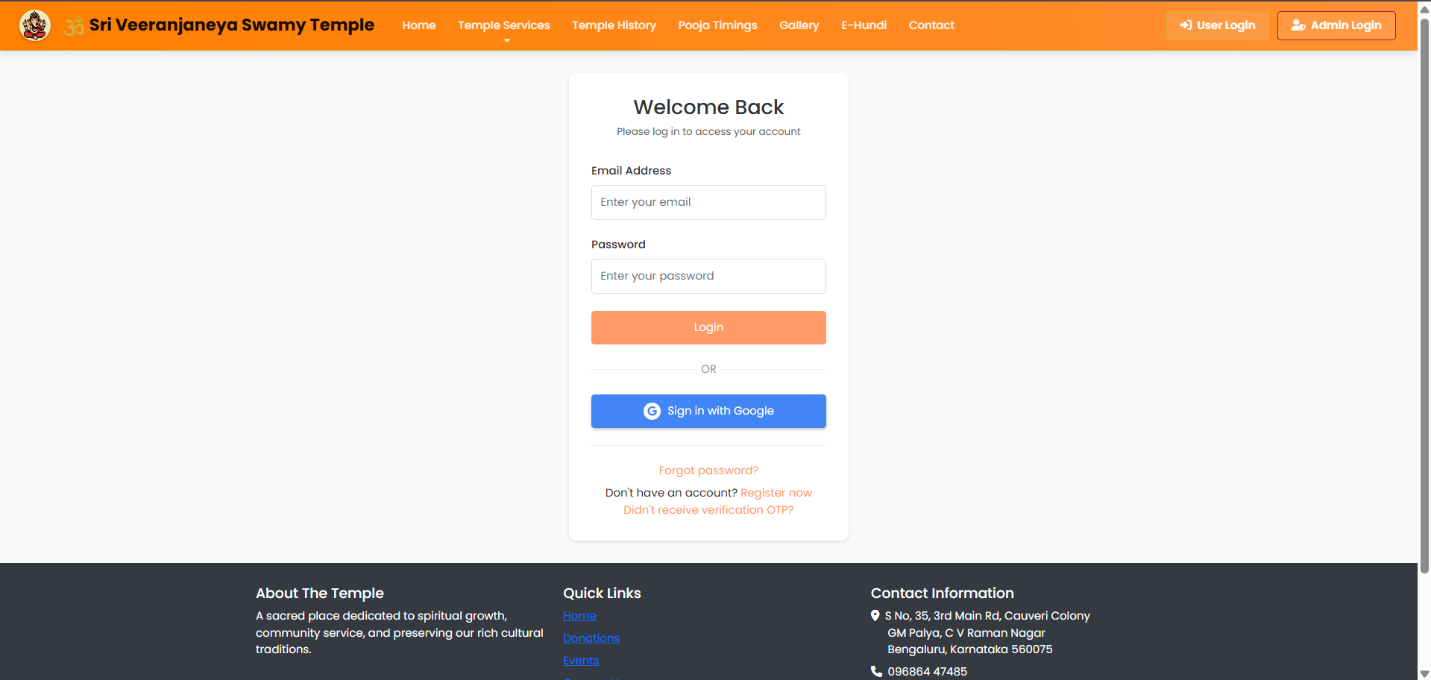 ॐ Sri Veeranjaneya Swamy Temple Home Temple Services Temple History Pooja Timings Gallery E-Hundi Contact User Login Admin Login
Welcome Back
Please log in to access your account
Email Address
Enter your email
Password
Enter your password
Login
OR
G Sign in with Google
Forgot password?
Don't have an account? Register now
Didn't receive verification OTP?
About The Temple
A sacred place dedicated to spiritual growth,
community service, and preserving our rich cultural
traditions.
Quick Links
Home
Donations
Events
Contact Information
S No, 35, 3rd Main Rd, Cauveri Colony
GM Palya, C V Raman Nagar
Bengaluru, Karnataka 560075
096864 47485